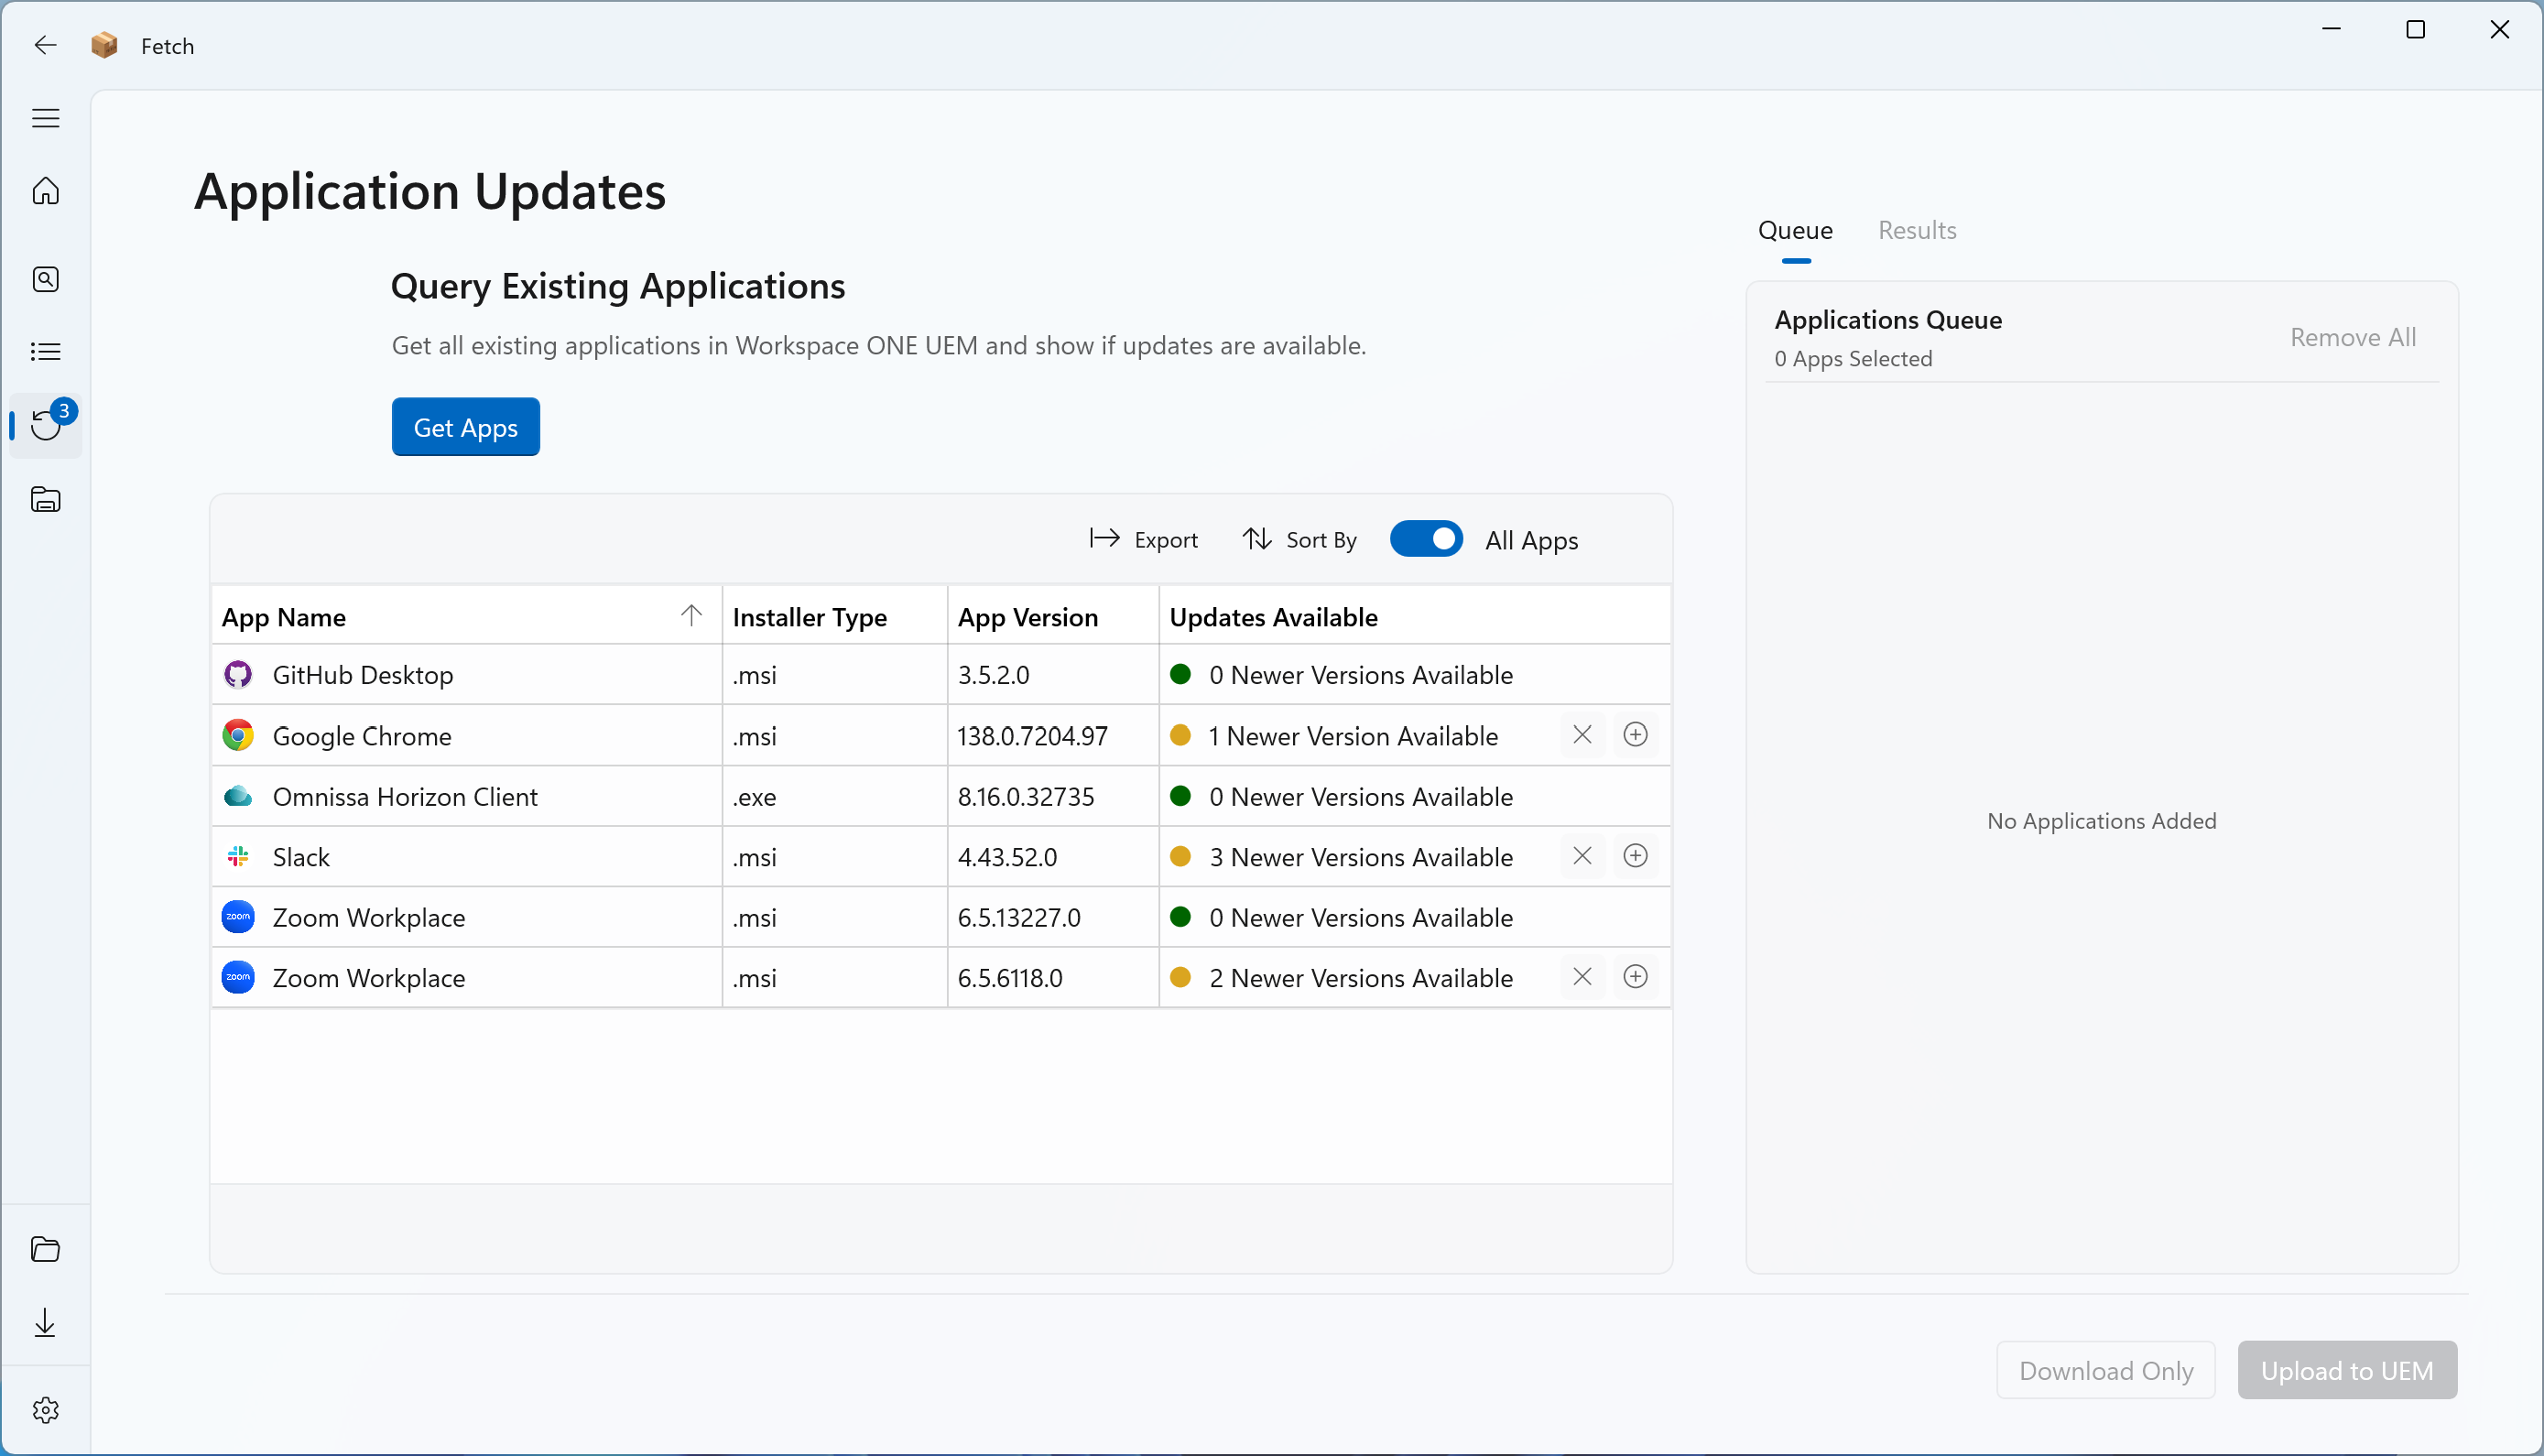 Fetch
3
Application Updates
Query Existing Applications
Get all existing applications in Workspace ONE UEM and show if updates are available.
Get Apps
Export Sort By All Apps
App Name Installer Type App Version Updates Available
GitHub Desktop .msi 3.5.2.0 0 Newer Versions Available
Google Chrome .msi 138.0.7204.97 1 Newer Version Available
Omnissa Horizon Client .exe 8.16.0.32735 0 Newer Versions Available
Slack .msi 4.43.52.0 3 Newer Versions Available
zoom Zoom Workplace .msi 6.5.13227.0 0 Newer Versions Available
zoom Zoom Workplace .msi 6.5.6118.0 2 Newer Versions Available
Queue Results
Applications Queue
0 Apps Selected
Remove All
No Applications Added
Download Only Upload to UEM